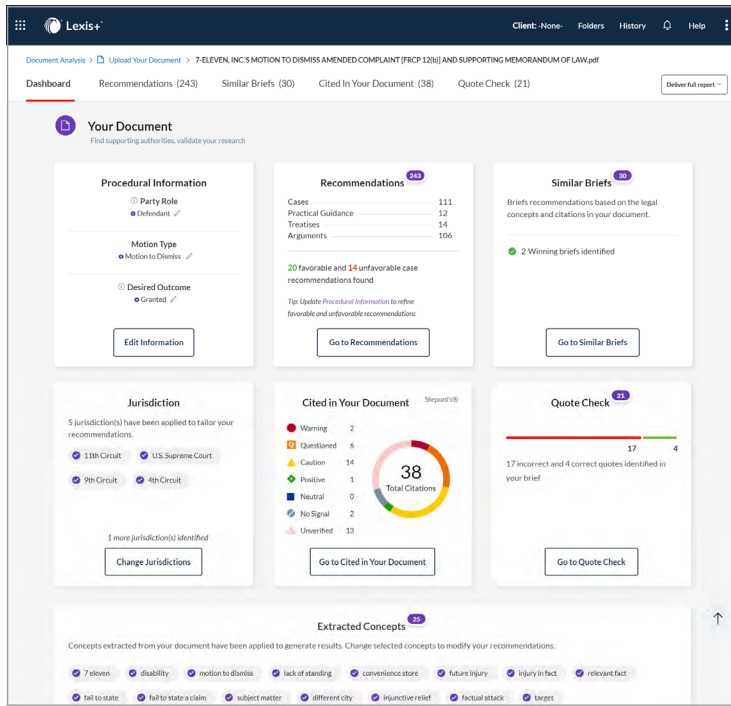 Lexis+
Client: -None- Folders History Help
Document Analysis > Upload Your Document > 7-ELEVEN, INC.'S MOTION TO DISMISS AMENDED COMPLAINT [FRCP 12(b)] AND SUPPORTING MEMORANDUM OF LAW.pdf
Dashboard Recommendations (243) Similar Briefs (30) Cited In Your Document (38) Quote Check (21)
Deliver full report
Your Document
Find supporting authorities, validate your research
Procedural Information
Party Role
Defendant
Motion Type
Motion to Dismiss
Desired Outcome
Granted
Edit Information
Recommendations 243
Cases 111
Practical Guidance 12
Treatises 14
Arguments 106
20 favorable and 14 unfavorable case
recommendations found
Tip: Update Procedural Information to refine
favorable and unfavorable recommendations
Go to Recommendations
Similar Briefs 30
Briefs recommendations based on the legal
concepts and citations in your document.
2 Winning briefs identified
Go to Similar Briefs
Jurisdiction
5 jurisdiction(s) have been applied to tailor your
recommendations.
11th Circuit U.S. Supreme Court
9th Circuit 4th Circuit
1 more jurisdiction(s) identified
Change Jurisdictions
Cited in Your Document Shepard's®
Warning 2
Q Questioned 6
Caution 14
Positive 1
Neutral 0
No Signal 2
Unverified 13
38
Total Citations
Go to Cited in Your Document
Quote Check 21
17 4
17 incorrect and 4 correct quotes identified in
your brief
Go to Quote Check
Extracted Concepts 25
Concepts extracted from your document have been applied to generate results. Change selected concepts to modify your recommendations.
7 eleven disability motion to dismiss lack of standing convenience store future injury injury in fact relevant fact
fail to state fail to state a claim subject matter different city injunctive relief factual attack target